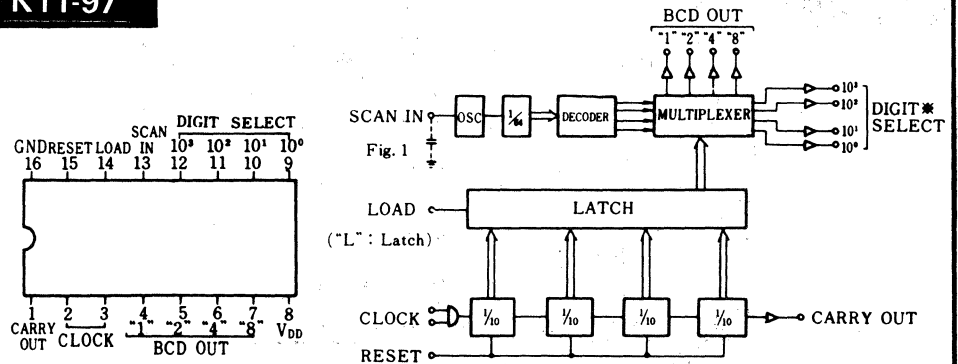 KT1-97
GND RESET LOAD SCAN IN DIGIT SELECT 10³ 10² 10¹ 10⁰
16 15 14 13 12 11 10 9
1 2 3 4 5 6 7 8
CARRY OUT CLOCK "1" "2" "4" "8" V_DD
BCD OUT
BCD OUT
"1" "2" "4" "8"
SCAN IN OSC 1/64 DECODER MULTIPLEXER
10³
10²
10¹
10⁰
DIGIT※
SELECT
Fig. 1
LOAD LATCH
("L" : Latch)
CLOCK 1/10 1/10 1/10 1/10 CARRY OUT
RESET